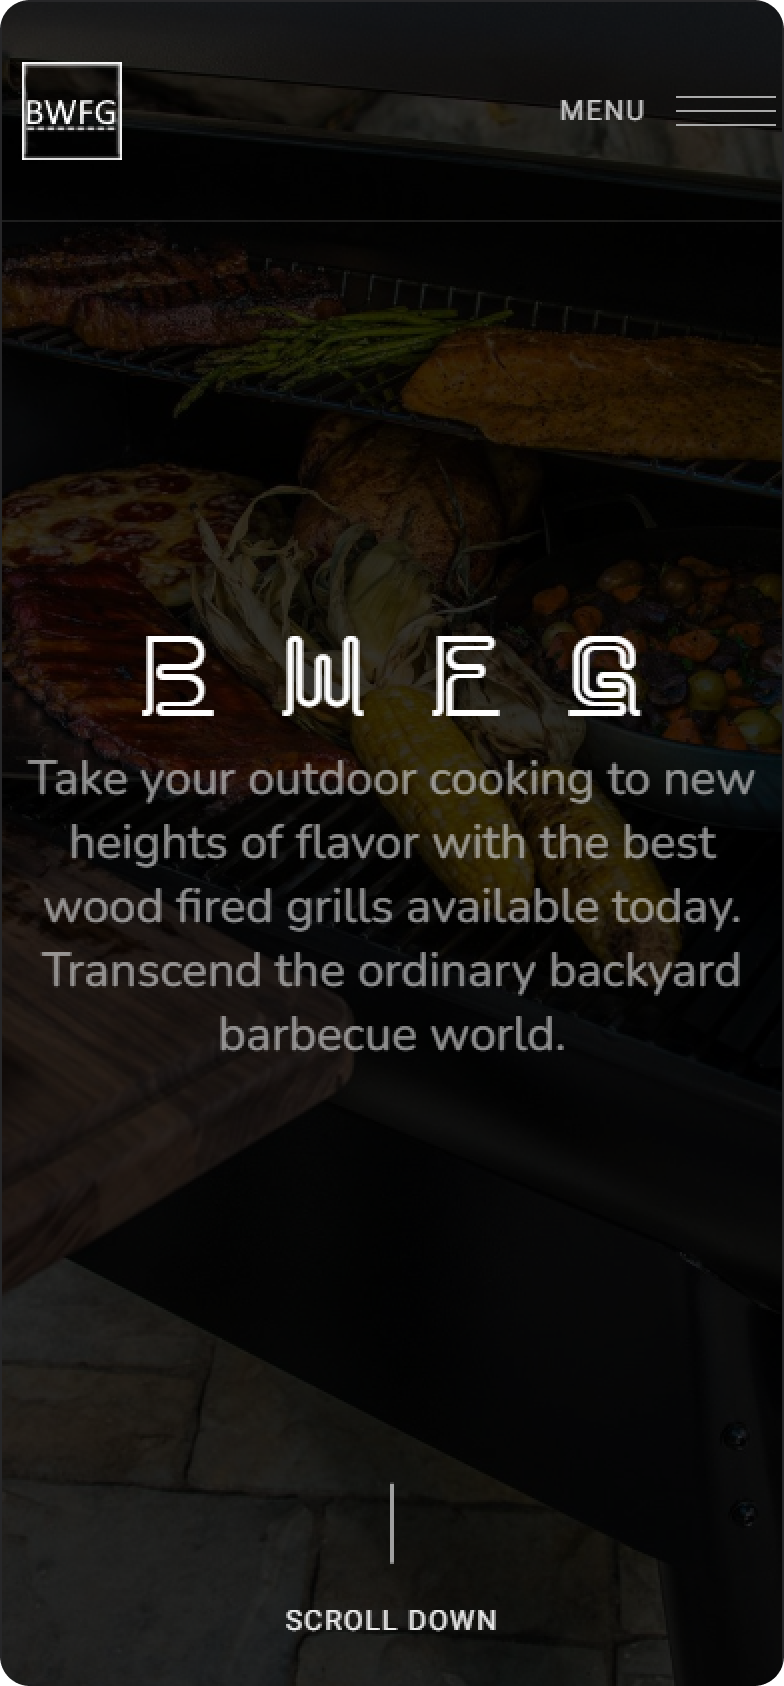 BWFG
MENU
B W F G
Take your outdoor cooking to new
heights of flavor with the best
wood fired grills available today.
Transcend the ordinary backyard
barbecue world.
SCROLL DOWN